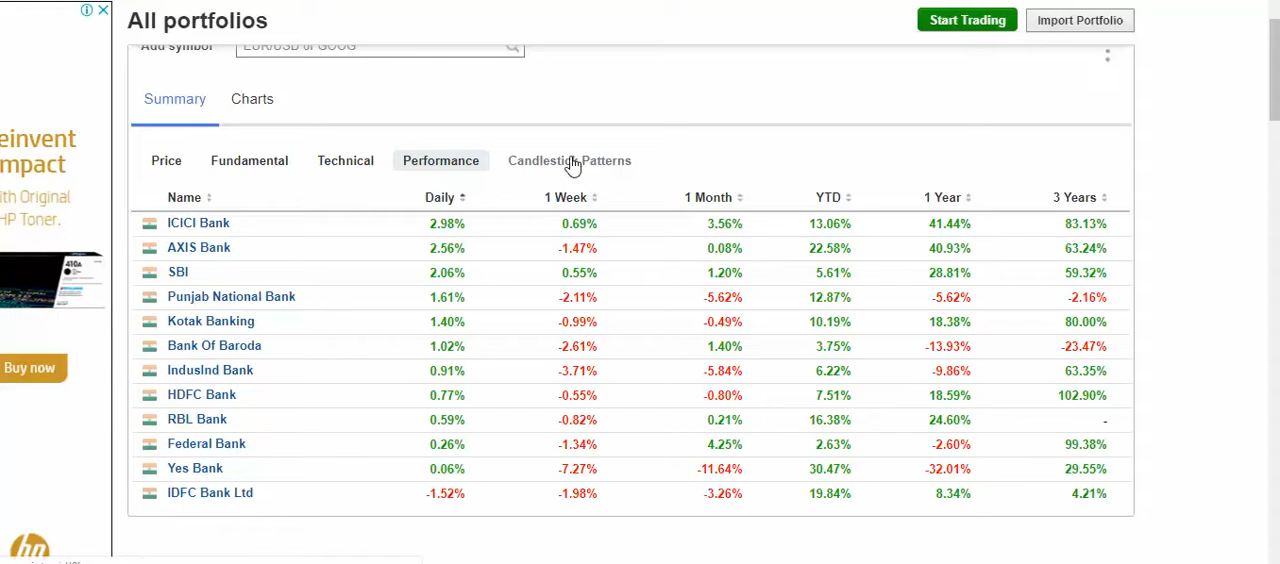 All portfolios
Start Trading
Import Portfolio
Add symbol
EUR/USD or GOOG
Summary Charts
Price Fundamental Technical Performance Candlestick Patterns
Name Daily 1 Week 1 Month YTD 1 Year 3 Years
ICICI Bank 2.98% 0.69% 3.56% 13.06% 41.44% 83.13%
AXIS Bank 2.56% -1.47% 0.08% 22.58% 40.93% 63.24%
SBI 2.06% 0.55% 1.20% 5.61% 28.81% 59.32%
Punjab National Bank 1.61% -2.11% -5.62% 12.87% -5.62% -2.16%
Kotak Banking 1.40% -0.99% -0.49% 10.19% 18.38% 80.00%
Bank Of Baroda 1.02% -2.61% 1.40% 3.75% -13.93% -23.47%
IndusInd Bank 0.91% -3.71% -5.84% 6.22% -9.86% 63.35%
HDFC Bank 0.77% -0.55% -0.80% 7.51% 18.59% 102.90%
RBL Bank 0.59% -0.82% 0.21% 16.38% 24.60% -
Federal Bank 0.26% -1.34% 4.25% 2.63% -2.60% 99.38%
Yes Bank 0.06% -7.27% -11.64% 30.47% -32.01% 29.55%
IDFC Bank Ltd -1.52% -1.98% -3.26% 19.84% 8.34% 4.21%
einvent
mpact
ith Original
HP Toner.
410A
Buy now
hp